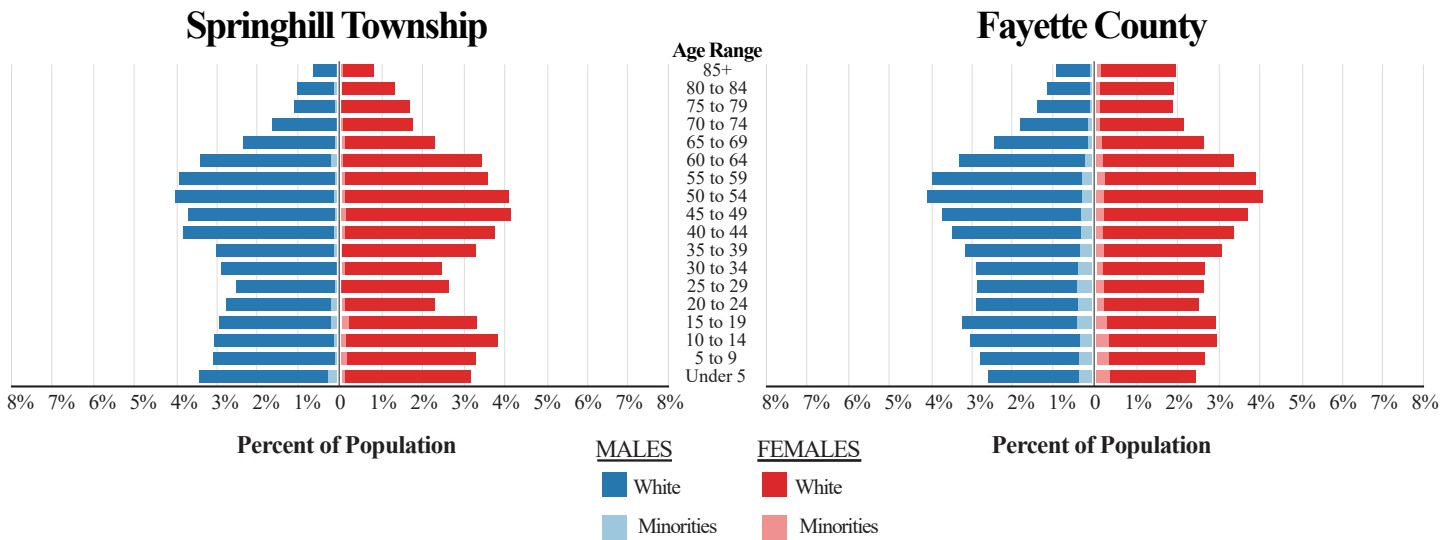 Springhill Township
Fayette County
Age Range
85+
80 to 84
75 to 79
70 to 74
65 to 69
60 to 64
55 to 59
50 to 54
45 to 49
40 to 44
35 to 39
30 to 34
25 to 29
20 to 24
15 to 19
10 to 14
5 to 9
Under 5
8% 7% 6% 5% 4% 3% 2% 1% 0 1% 2% 3% 4% 5% 6% 7% 8%
8% 7% 6% 5% 4% 3% 2% 1% 0 1% 2% 3% 4% 5% 6% 7% 8%
Percent of Population
Percent of Population
MALES
FEMALES
White
White
Minorities
Minorities